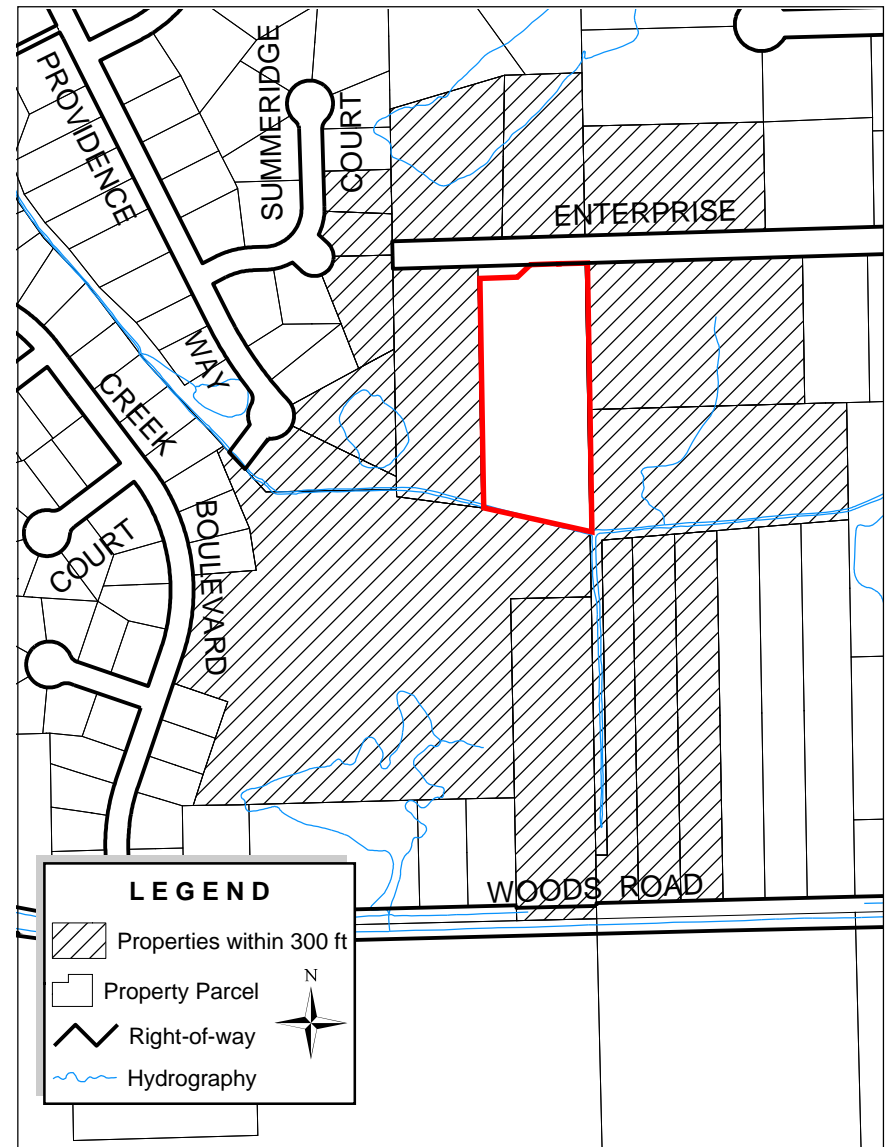 PROVIDENCE
WAY
SUMMERIDGE
COURT
ENTERPRISE
CREEK
BOULEVARD
COURT
WOODS ROAD
LEGEND
Properties within 300 ft
Property Parcel
N
Right-of-way
Hydrography